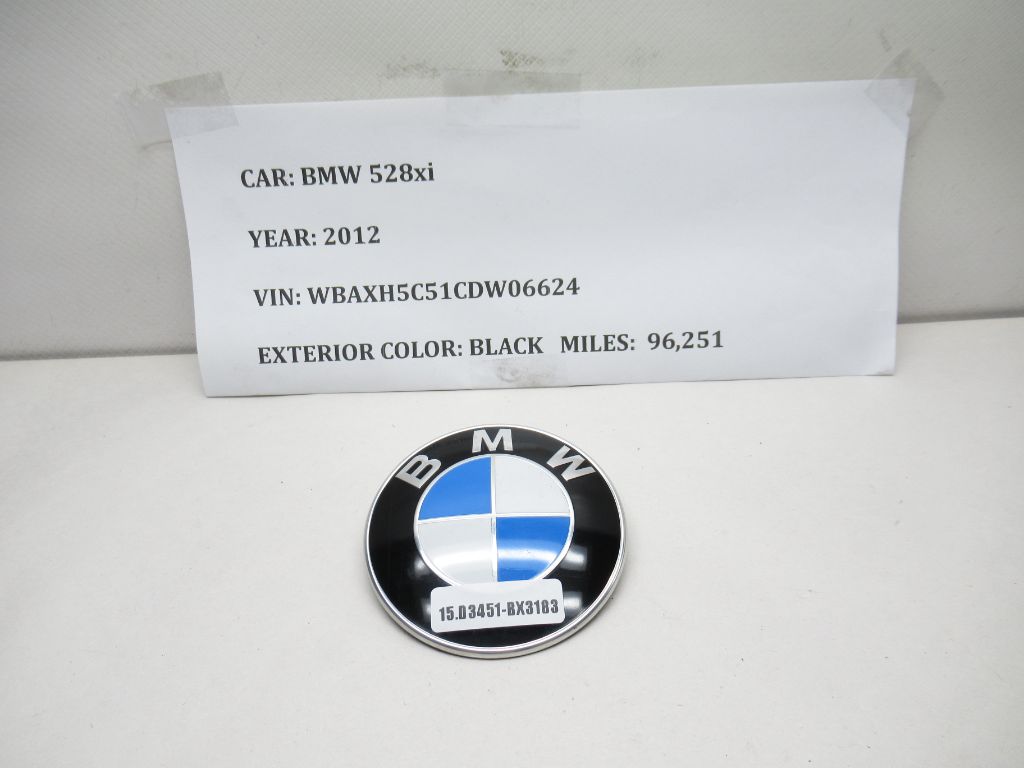 CAR: BMW 528xi
YEAR: 2012
VIN: WBAXH5C51CDW06624
EXTERIOR COLOR: BLACK MILES: 96,251
BMW
15.D3451-BX3183